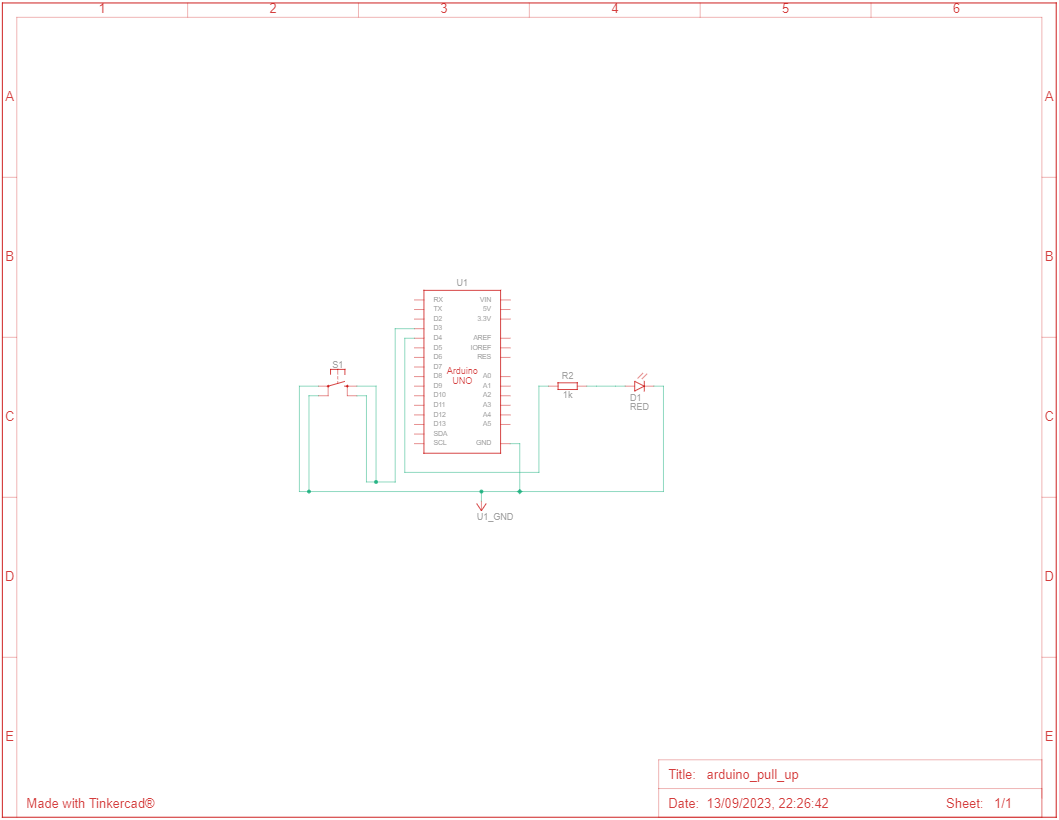 1 2 3 4 5 6
A A
B B
C C
D D
E E
U1
RX VIN
TX 5V
D2 3.3V
D3
D4 AREF
D5 IOREF
D6 RES
D7
D8 A0
D9 A1
D10 A2
D11 A3
D12 A4
D13 A5
SDA
SCL GND
Arduino
UNO
S1
R2
1k
D1
RED
U1_GND
Title: arduino_pull_up
Made with Tinkercad®
Date: 13/09/2023, 22:26:42 Sheet: 1/1